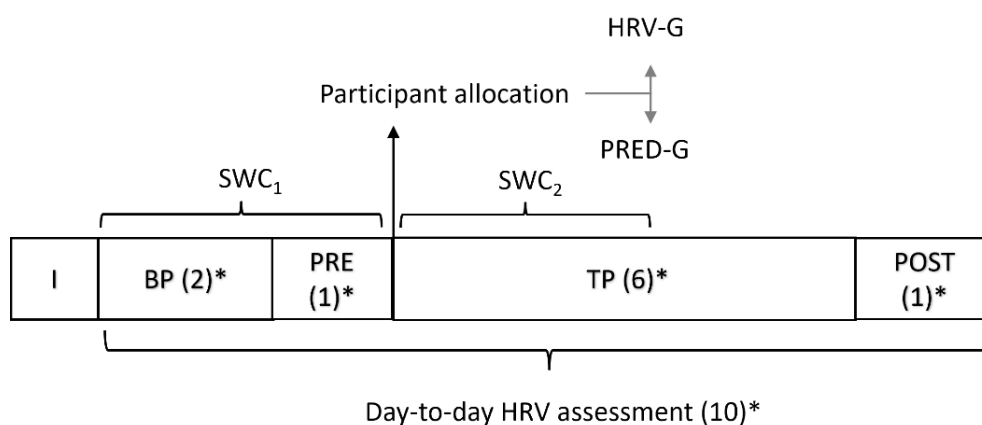 HRV-G
Participant allocation
PRED-G
SWC₁
SWC₂
I
BP (2)*
PRE
(1)*
TP (6)*
POST
(1)*
Day-to-day HRV assessment (10)*